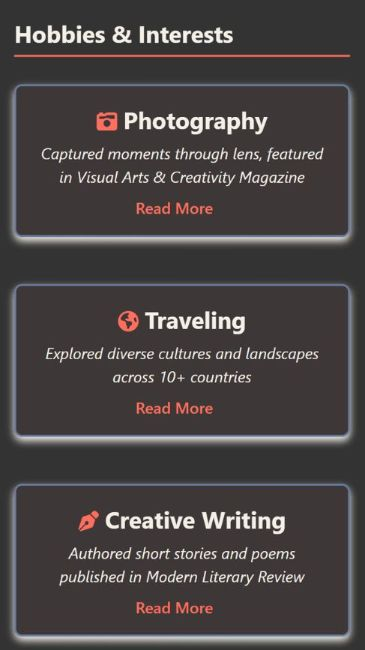 Hobbies & Interests
Photography
Captured moments through lens, featured
in Visual Arts & Creativity Magazine
Read More
Traveling
Explored diverse cultures and landscapes
across 10+ countries
Read More
Creative Writing
Authored short stories and poems
published in Modern Literary Review
Read More